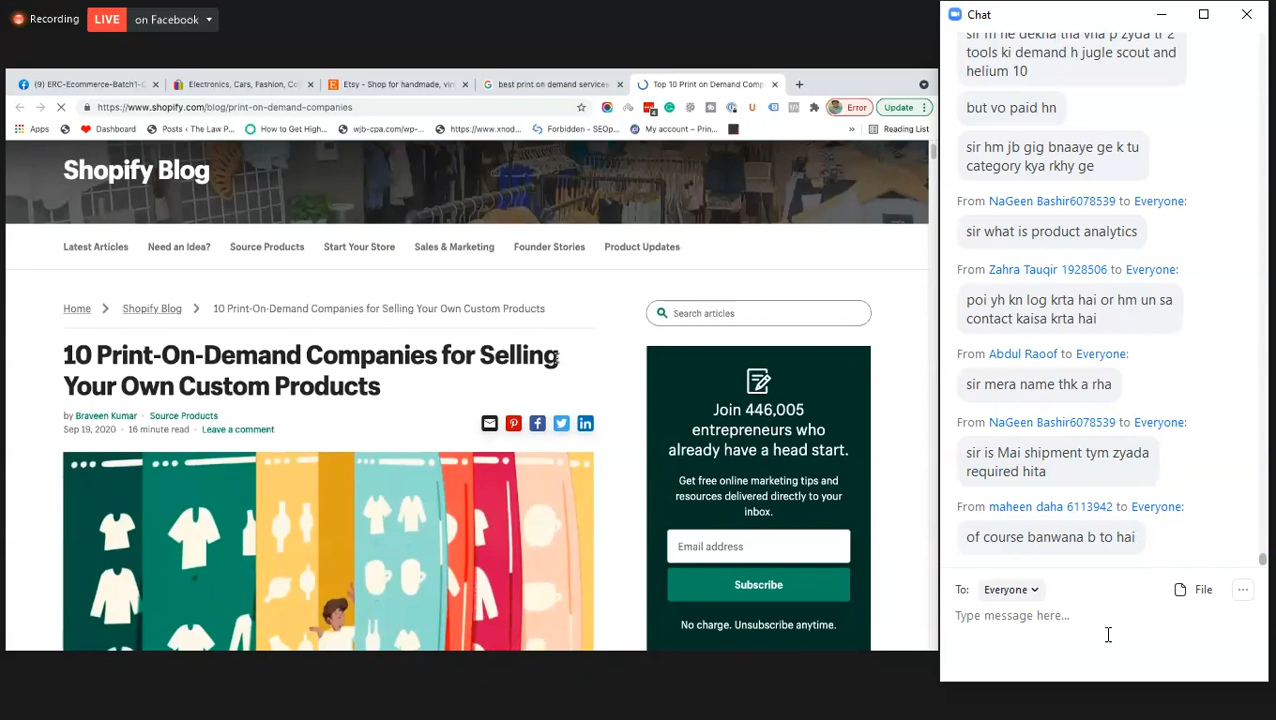 Recording
LIVE on Facebook
(9) ERC-Ecommerce-Batch1-G
Electronics, Cars, Fashion, Co
Etsy - Shop for handmade, vin
best print on demand services
Top 10 Print on Demand Comp
https://www.shopify.com/blog/print-on-demand-companies
Error
Update
Apps
Dashboard
Posts ‹ The Law P...
How to Get High...
wjb-cpa.com/wp-...
https://www.xnod...
Forbidden - SEOp...
My account – Prin...
»
Reading List
Shopify Blog
Latest Articles
Need an Idea?
Source Products
Start Your Store
Sales & Marketing
Founder Stories
Product Updates
Home
Shopify Blog
10 Print-On-Demand Companies for Selling Your Own Custom Products
Search articles
10 Print-On-Demand Companies for Selling
Your Own Custom Products
by Braveen Kumar · Source Products
Sep 19, 2020 · 16 minute read · Leave a comment
Join 446,005
entrepreneurs who
already have a head start.
Get free online marketing tips and
resources delivered directly to your
inbox.
Email address
Subscribe
No charge. Unsubscribe anytime.
Chat
sir m ne dekha tha vha p zyda tr 2
tools ki demand h jugle scout and
helium 10
but vo paid hn
sir hm jb gig bnaaye ge k tu
category kya rkhy ge
From NaGeen Bashir6078539 to Everyone:
sir what is product analytics
From Zahra Tauqir 1928506 to Everyone:
poi yh kn log krta hai or hm un sa
contact kaisa krta hai
From Abdul Raoof to Everyone:
sir mera name thk a rha
From NaGeen Bashir6078539 to Everyone:
sir is Mai shipment tym zyada
required hita
From maheen daha 6113942 to Everyone:
of course banwana b to hai
To: Everyone
File
Type message here...